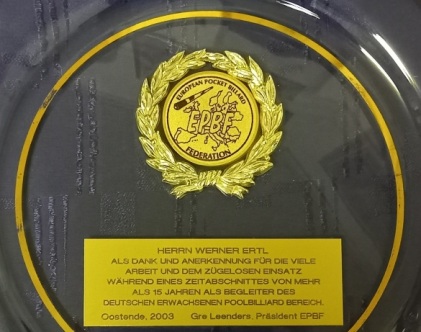 EUROPEAN POCKET BILLARD
EPBF
FEDERATION
HERRN WERNER ERTL
ALS DANK UND ANERKENNUNG FÜR DIE VIELE
ARBEIT UND DEM ZÜGELOSEN EINSATZ
WÄHREND EINES ZEITABSCHNITTES VON MEHR
ALS 15 JAHREN ALS BEGLEITER DES
DEUTSCHEN ERWACHSENEN POOLBILLIARD BEREICH.
Oostende, 2003 Gre Leenders, Präsident EPBF